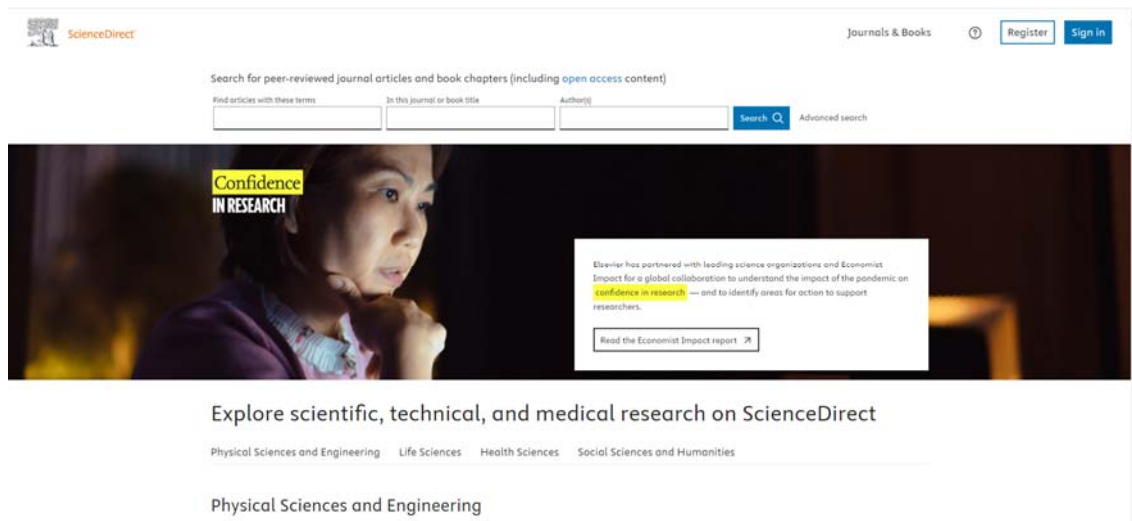 ScienceDirect
Journals & Books
Register
Sign in
Search for peer-reviewed journal articles and book chapters (including open access content)
Find articles with these terms
In this journal or book title
Author(s)
Search
Advanced search
Confidence
IN RESEARCH
Elsevier has partnered with leading science organizations and Economist
Impact for a global collaboration to understand the impact of the pandemic on
confidence in research — and to identify areas for action to support
researchers.
Read the Economist Impact report
Explore scientific, technical, and medical research on ScienceDirect
Physical Sciences and Engineering
Life Sciences
Health Sciences
Social Sciences and Humanities
Physical Sciences and Engineering